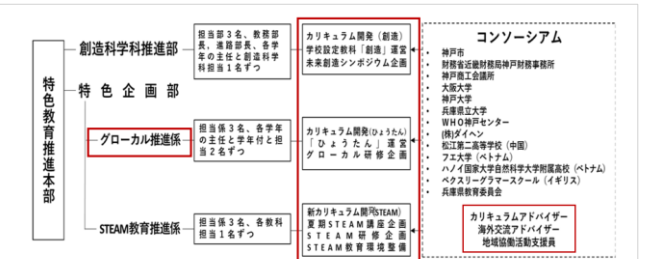 特色教育推進本部
創造科学科推進部
担当部３名、教務部
長，進路部長、各学
年の主任と創造科学
科担当１名ずつ
カリキュラム開発（創造）
学校設定教科「創造」運営
未来創造シンポジウム企画
特色企画部
グローカル推進係
担当係３名、各学年
の主任と学年付と担
当２名ずつ
カリキュラム開発(ひょうたん)
「ひょうたん」運営
グローカル研修企画
STEAM教育推進係
担当係３名、各教科
担当１名ずつ
新カリキュラム開発(STEAM)
夏期STEAM講座企画
STEAM研修企画
STEAM教育環境整備
コンソーシアム
・ 神戸市
・ 財務省近畿財務局神戸財務事務所
・ 神戸商工会議所
・ 大阪大学
・ 神戸大学
・ 兵庫県立大学
・ WHO神戸センター
・ (株)ダイヘン
・ 松江第二高等学校（中国）
・ フエ大学（ベトナム）
・ ハノイ国家大学自然科学大学附属高校（ベトナム）
・ ベクスリーグラマースクール（イギリス）
・ 兵庫県教育委員会
カリキュラムアドバイザー
海外交流アドバイザー
地域協働活動支援員